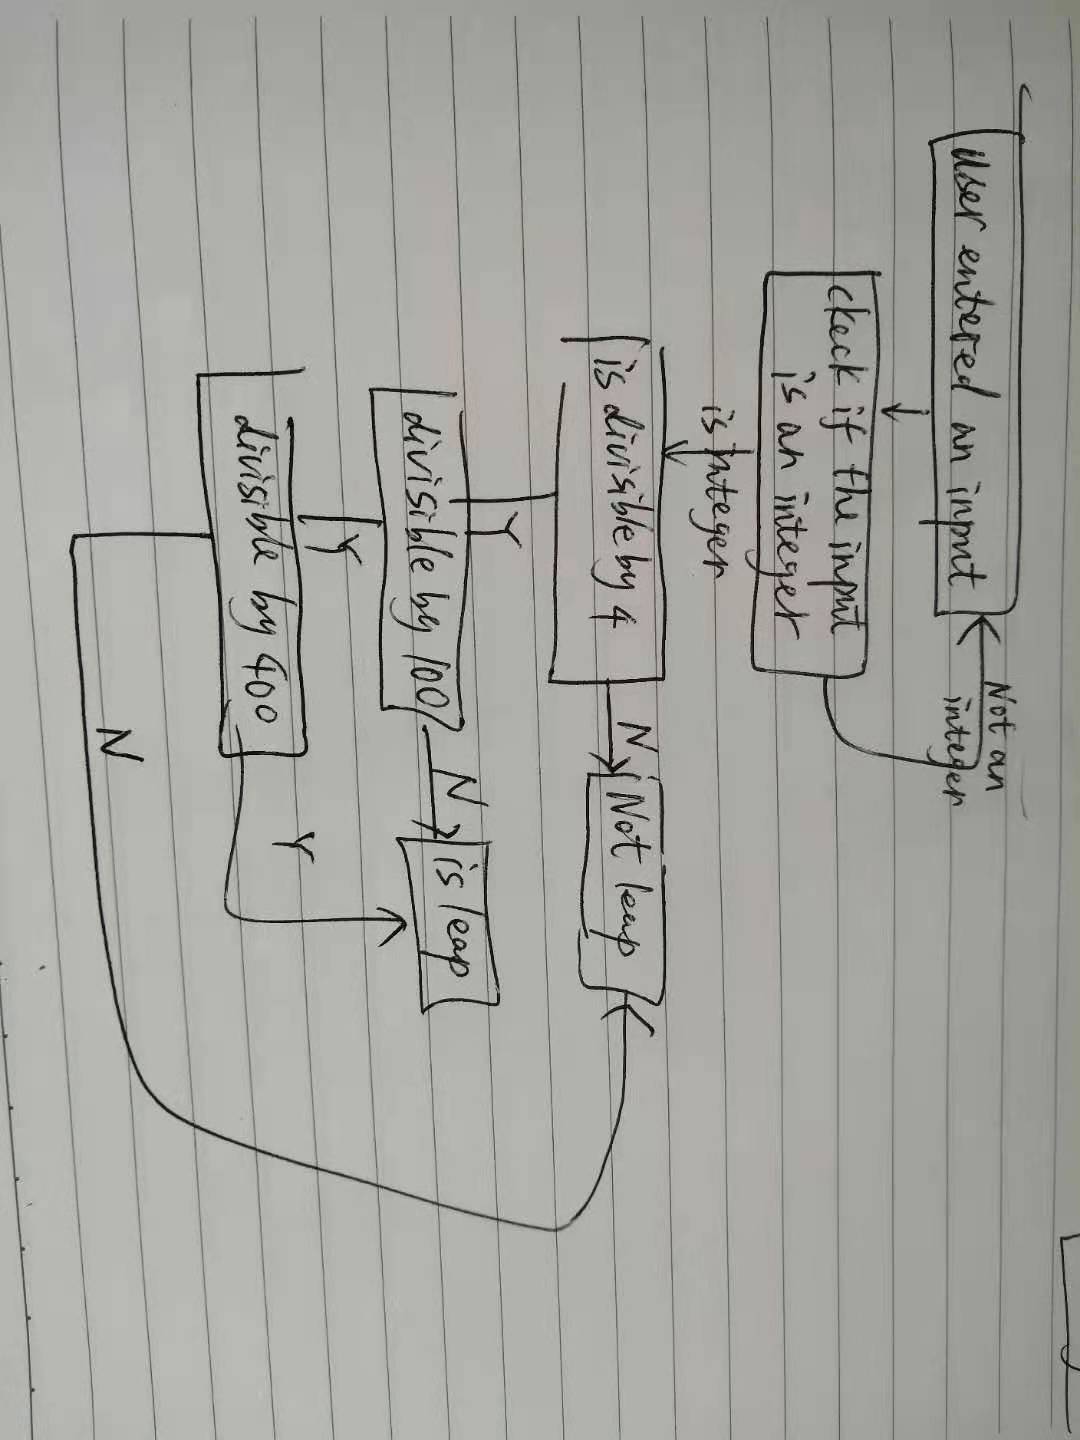 User entered an input
Not an
integer
ckeck if the input
is an integer
is integer
is divisible by 4
N
Not leap
Y
divisible by 100
N
is leap
Y
divisible by 400
Y
N